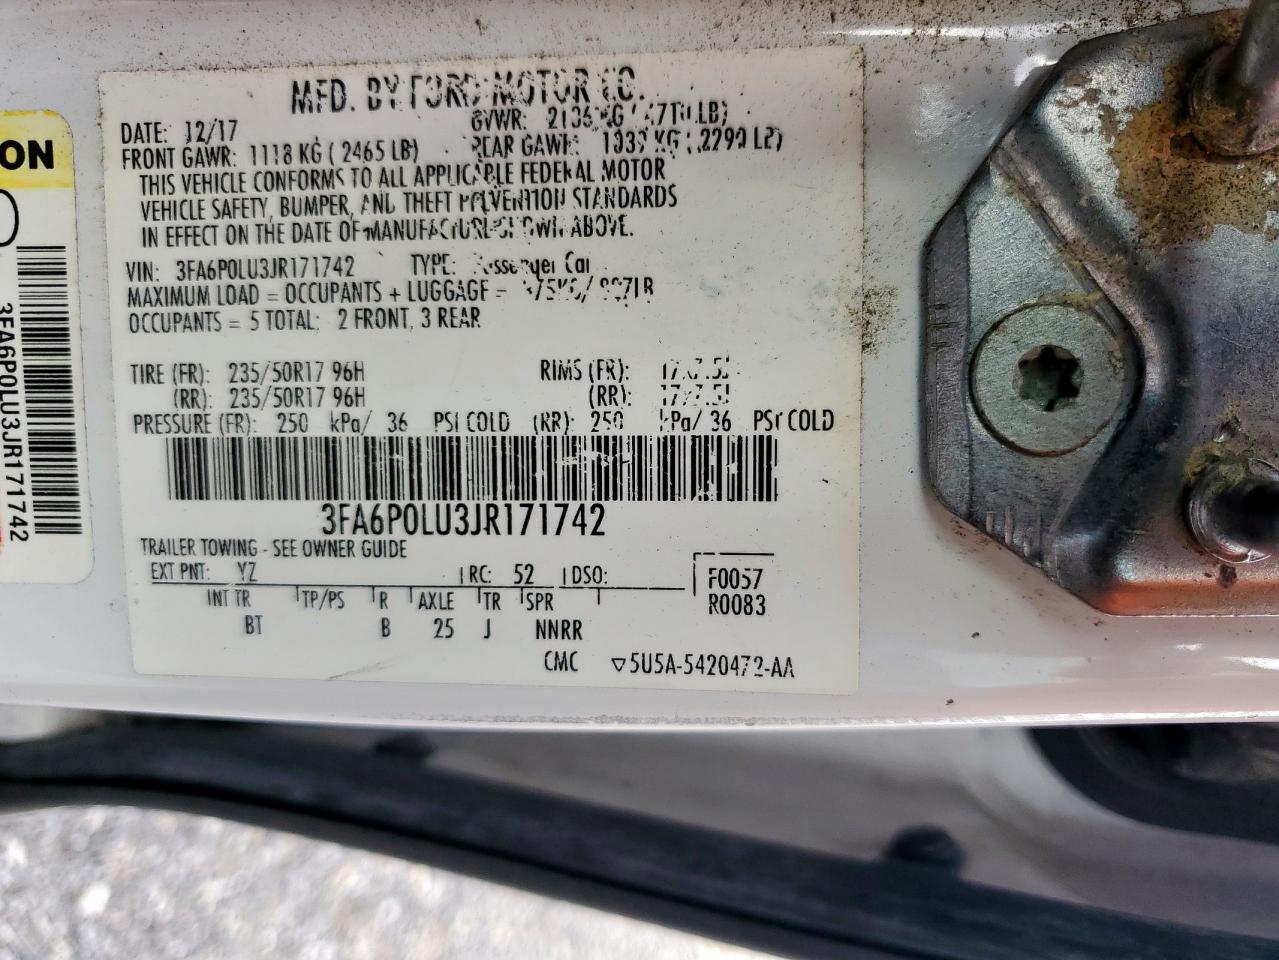 MFD. BY FORD MOTOR CO.
DATE: 12/17
GVWR:
FRONT GAWR: 1118 KG ( 2465 LB)
REAR GAWR:
THIS VEHICLE CONFORMS TO ALL APPLICABLE FEDERAL MOTOR
VEHICLE SAFETY, BUMPER, AND THEFT PREVENTION STANDARDS
IN EFFECT ON THE DATE OF MANUFACTURE SHOWN ABOVE.
VIN: 3FA6P0LU3JR171742 TYPE: Passenger Car
MAXIMUM LOAD = OCCUPANTS + LUGGAGE =
OCCUPANTS = 5 TOTAL: 2 FRONT, 3 REAR
TIRE (FR): 235/50R17 96H RIMS (FR):
(RR): 235/50R17 96H (RR):
PRESSURE (FR): 250 kPa/ 36 PSI COLD (RR): 250 kPa/ 36 PSI COLD
3FA6P0LU3JR171742
TRAILER TOWING - SEE OWNER GUIDE
EXT PNT: YZ RC: 52 DSO: F0057
INT TR TP/PS R AXLE TR SPR R0083
BT B 25 J NNRR
CMC ▽5U5A-5420472-AA
ON
3FA6P0LU3JR171742